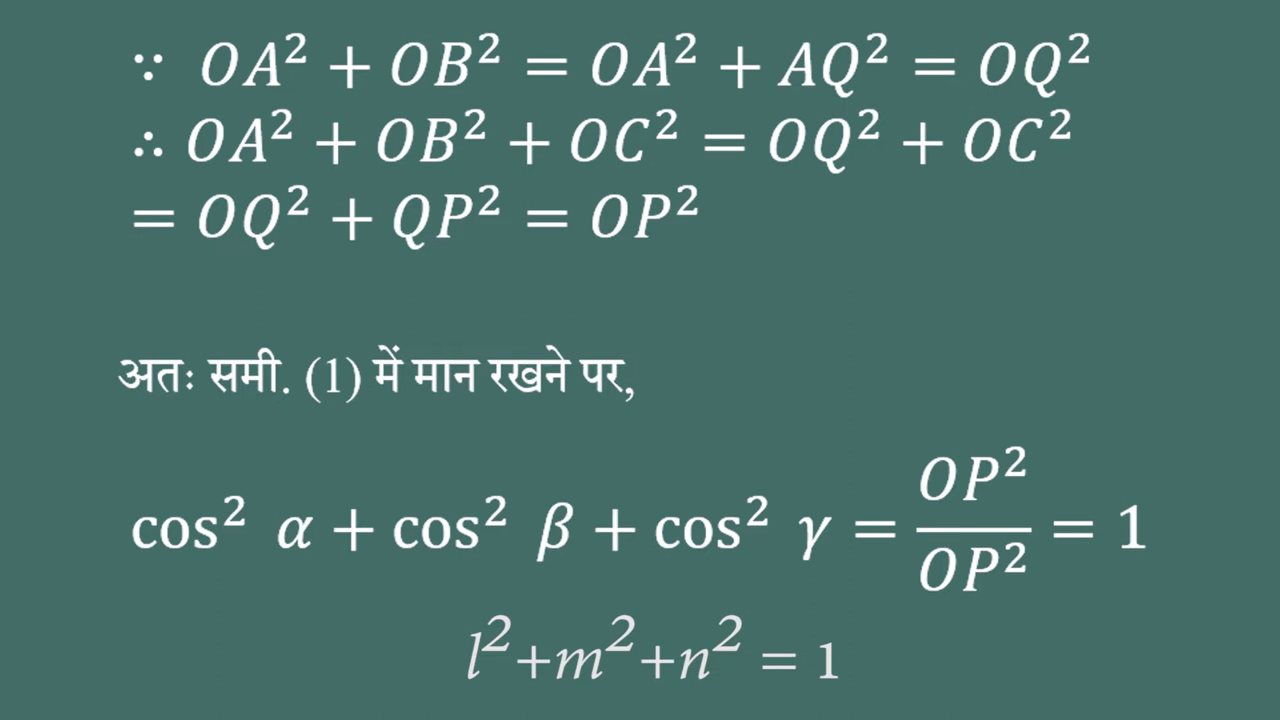 ∵ OA² + OB² = OA² + AQ² = OQ²
∴ OA² + OB² + OC² = OQ² + OC²
= OQ² + QP² = OP²
अतः समी. (1) में मान रखने पर,
cos² α + cos² β + cos² γ = OP²/OP² = 1
l²+m²+n² = 1